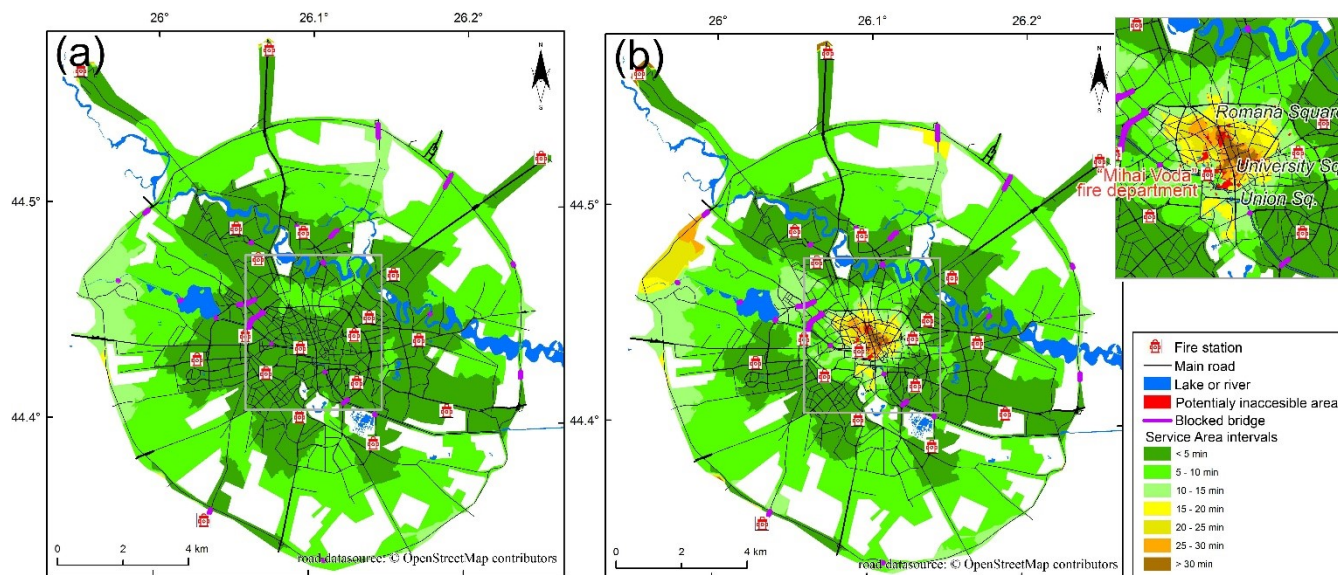 26°
26.1°
26.2°
26°
26.1°
26.2°
(a)
N
S
(b)
N
S
44.5°
44.4°
44.5°
44.4°
0
2
4 km
road datasource: © OpenStreetMap contributors
0
2
4 km
road datasource: © OpenStreetMap contributors
Romana Square
University Sq
Mihai Voda
fire department
Union Sq.
Fire station
Main road
Lake or river
Potentialy inaccesible area
Blocked bridge
Service Area intervals
< 5 min
5 - 10 min
10 - 15 min
15 - 20 min
20 - 25 min
25 - 30 min
> 30 min